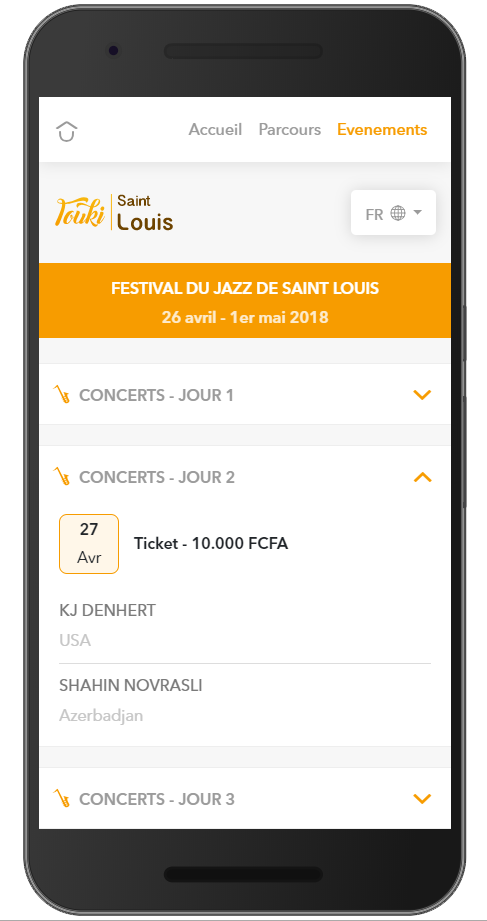 Accueil Parcours Evenements
Touki Saint Louis
FR
FESTIVAL DU JAZZ DE SAINT LOUIS
26 avril - 1er mai 2018
CONCERTS - JOUR 1
CONCERTS - JOUR 2
27 Avr
Ticket - 10.000 FCFA
KJ DENHERT
USA
SHAHIN NOVRASLI
Azerbadjan
CONCERTS - JOUR 3